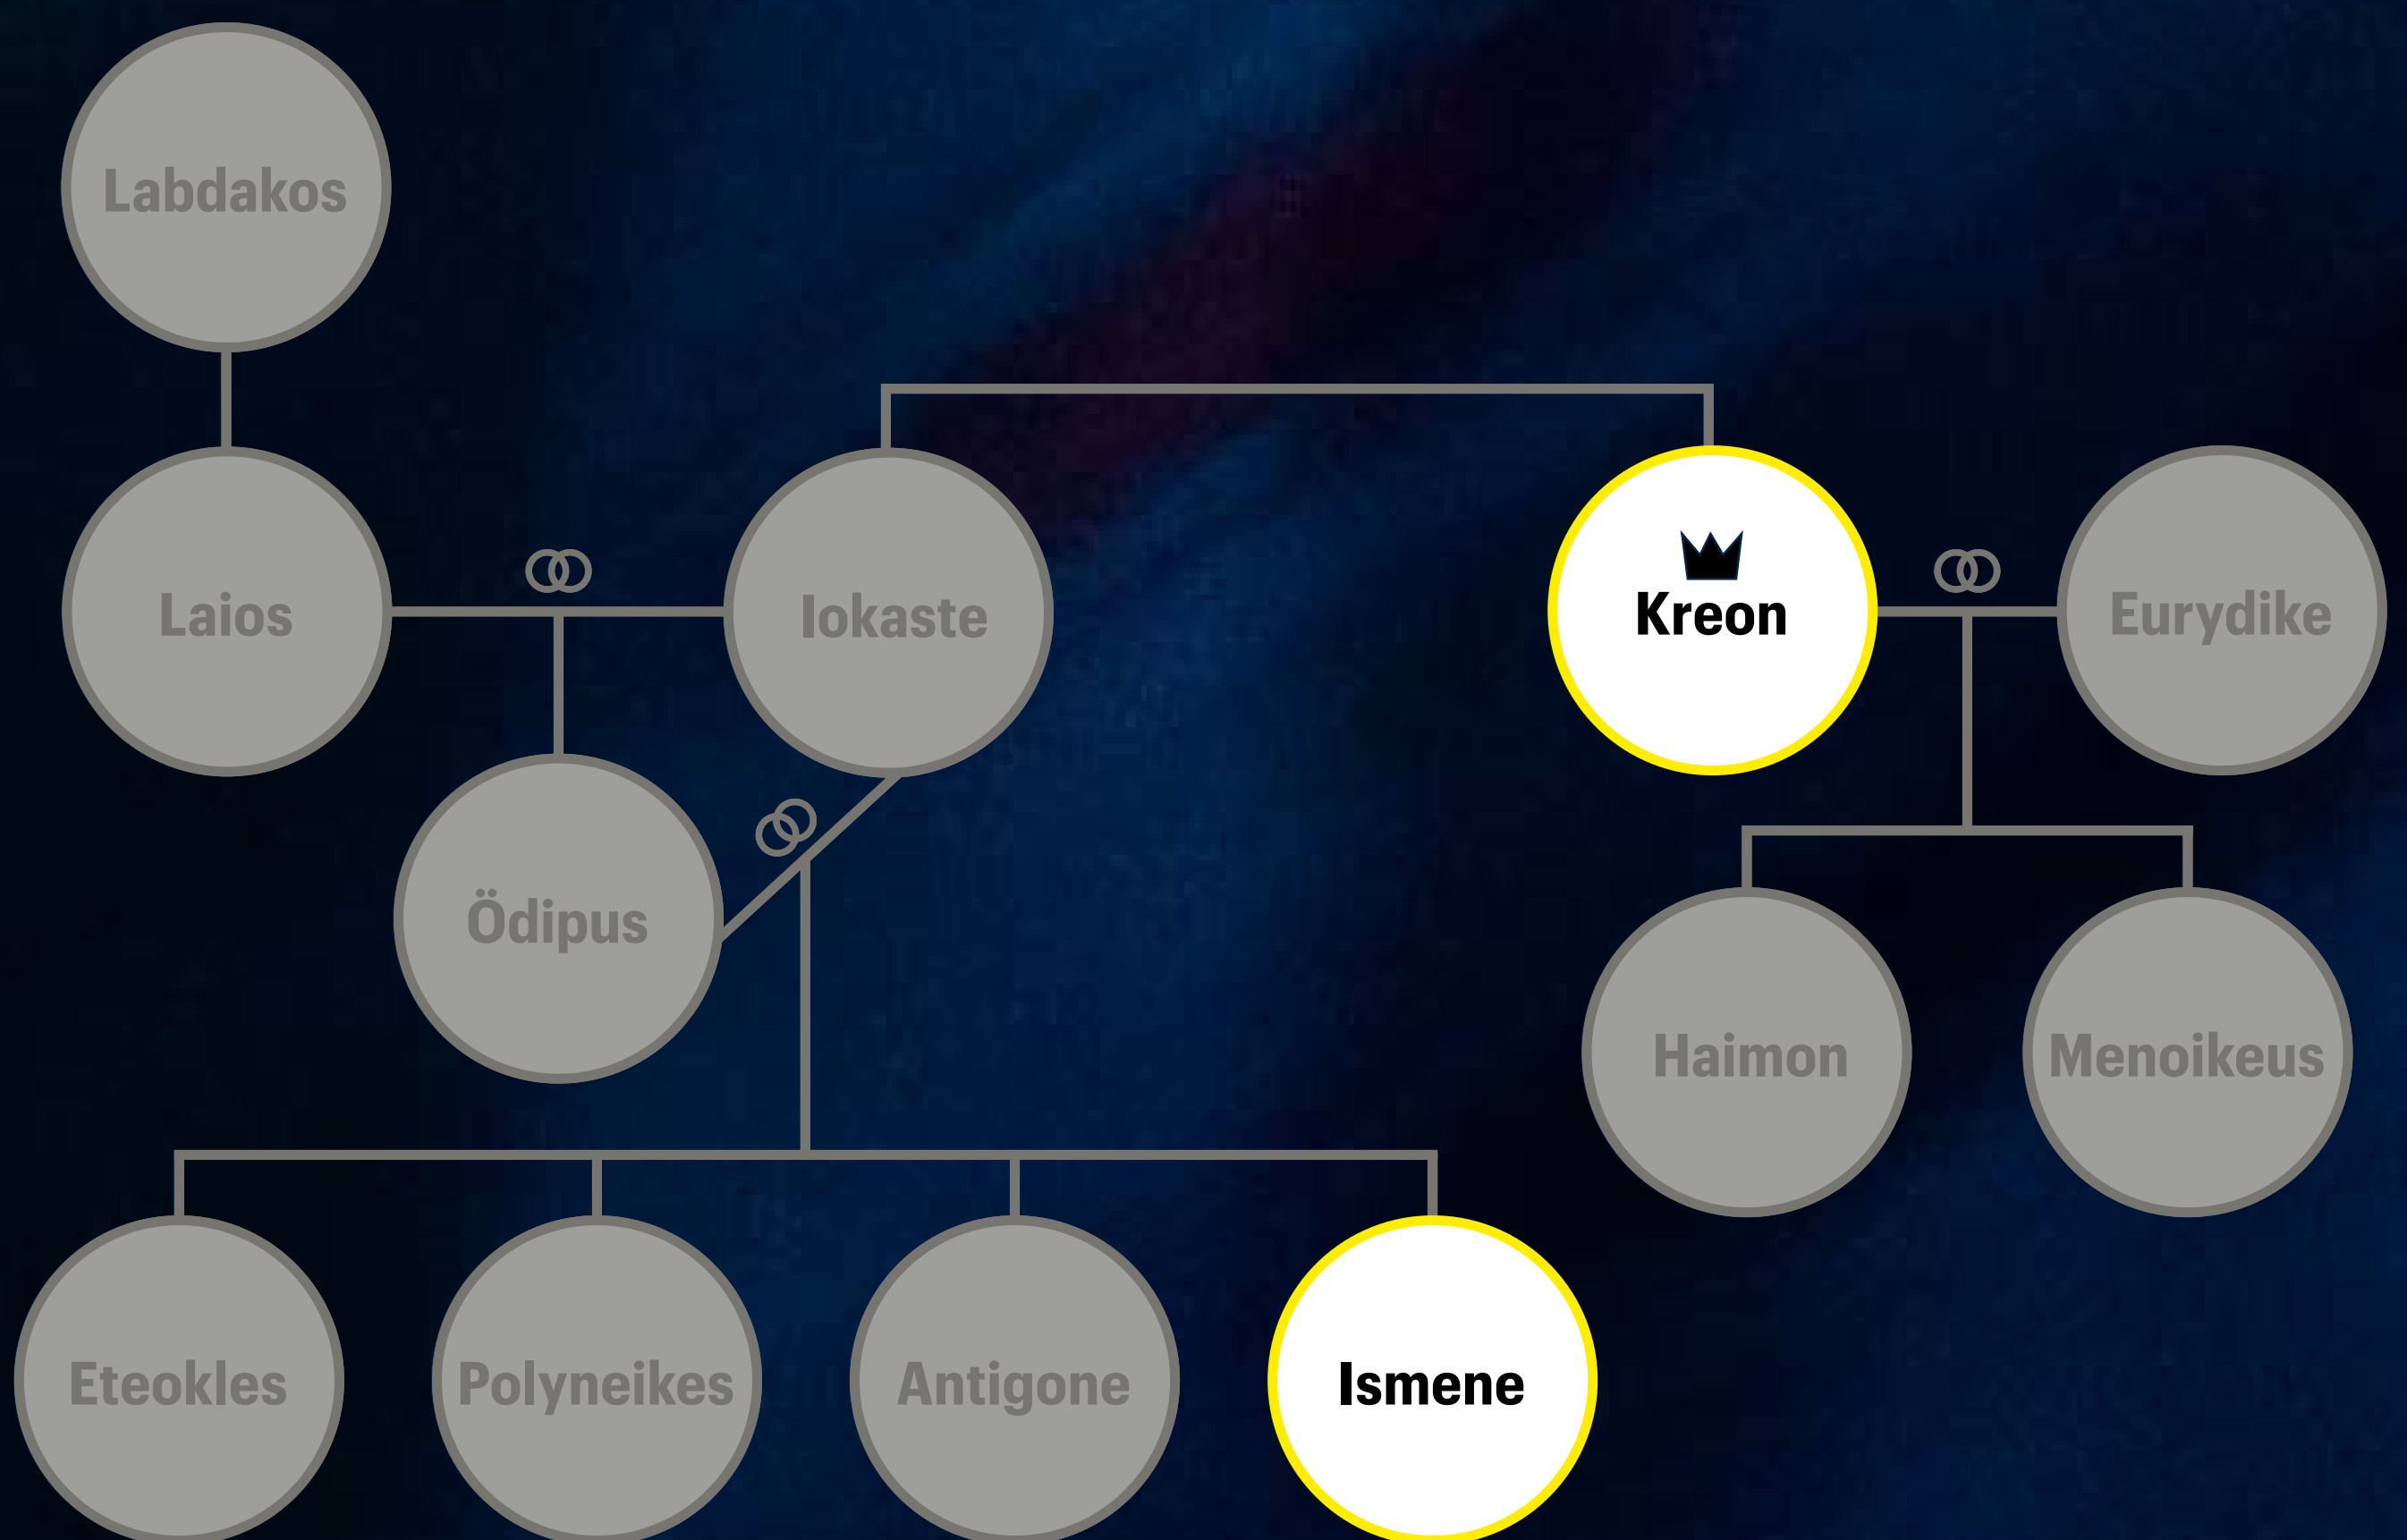 Labdakos
Laios
Iokaste
Kreon
Eurydike
Ödipus
Haimon
Menoikeus
Eteokles
Polyneikes
Antigone
Ismene